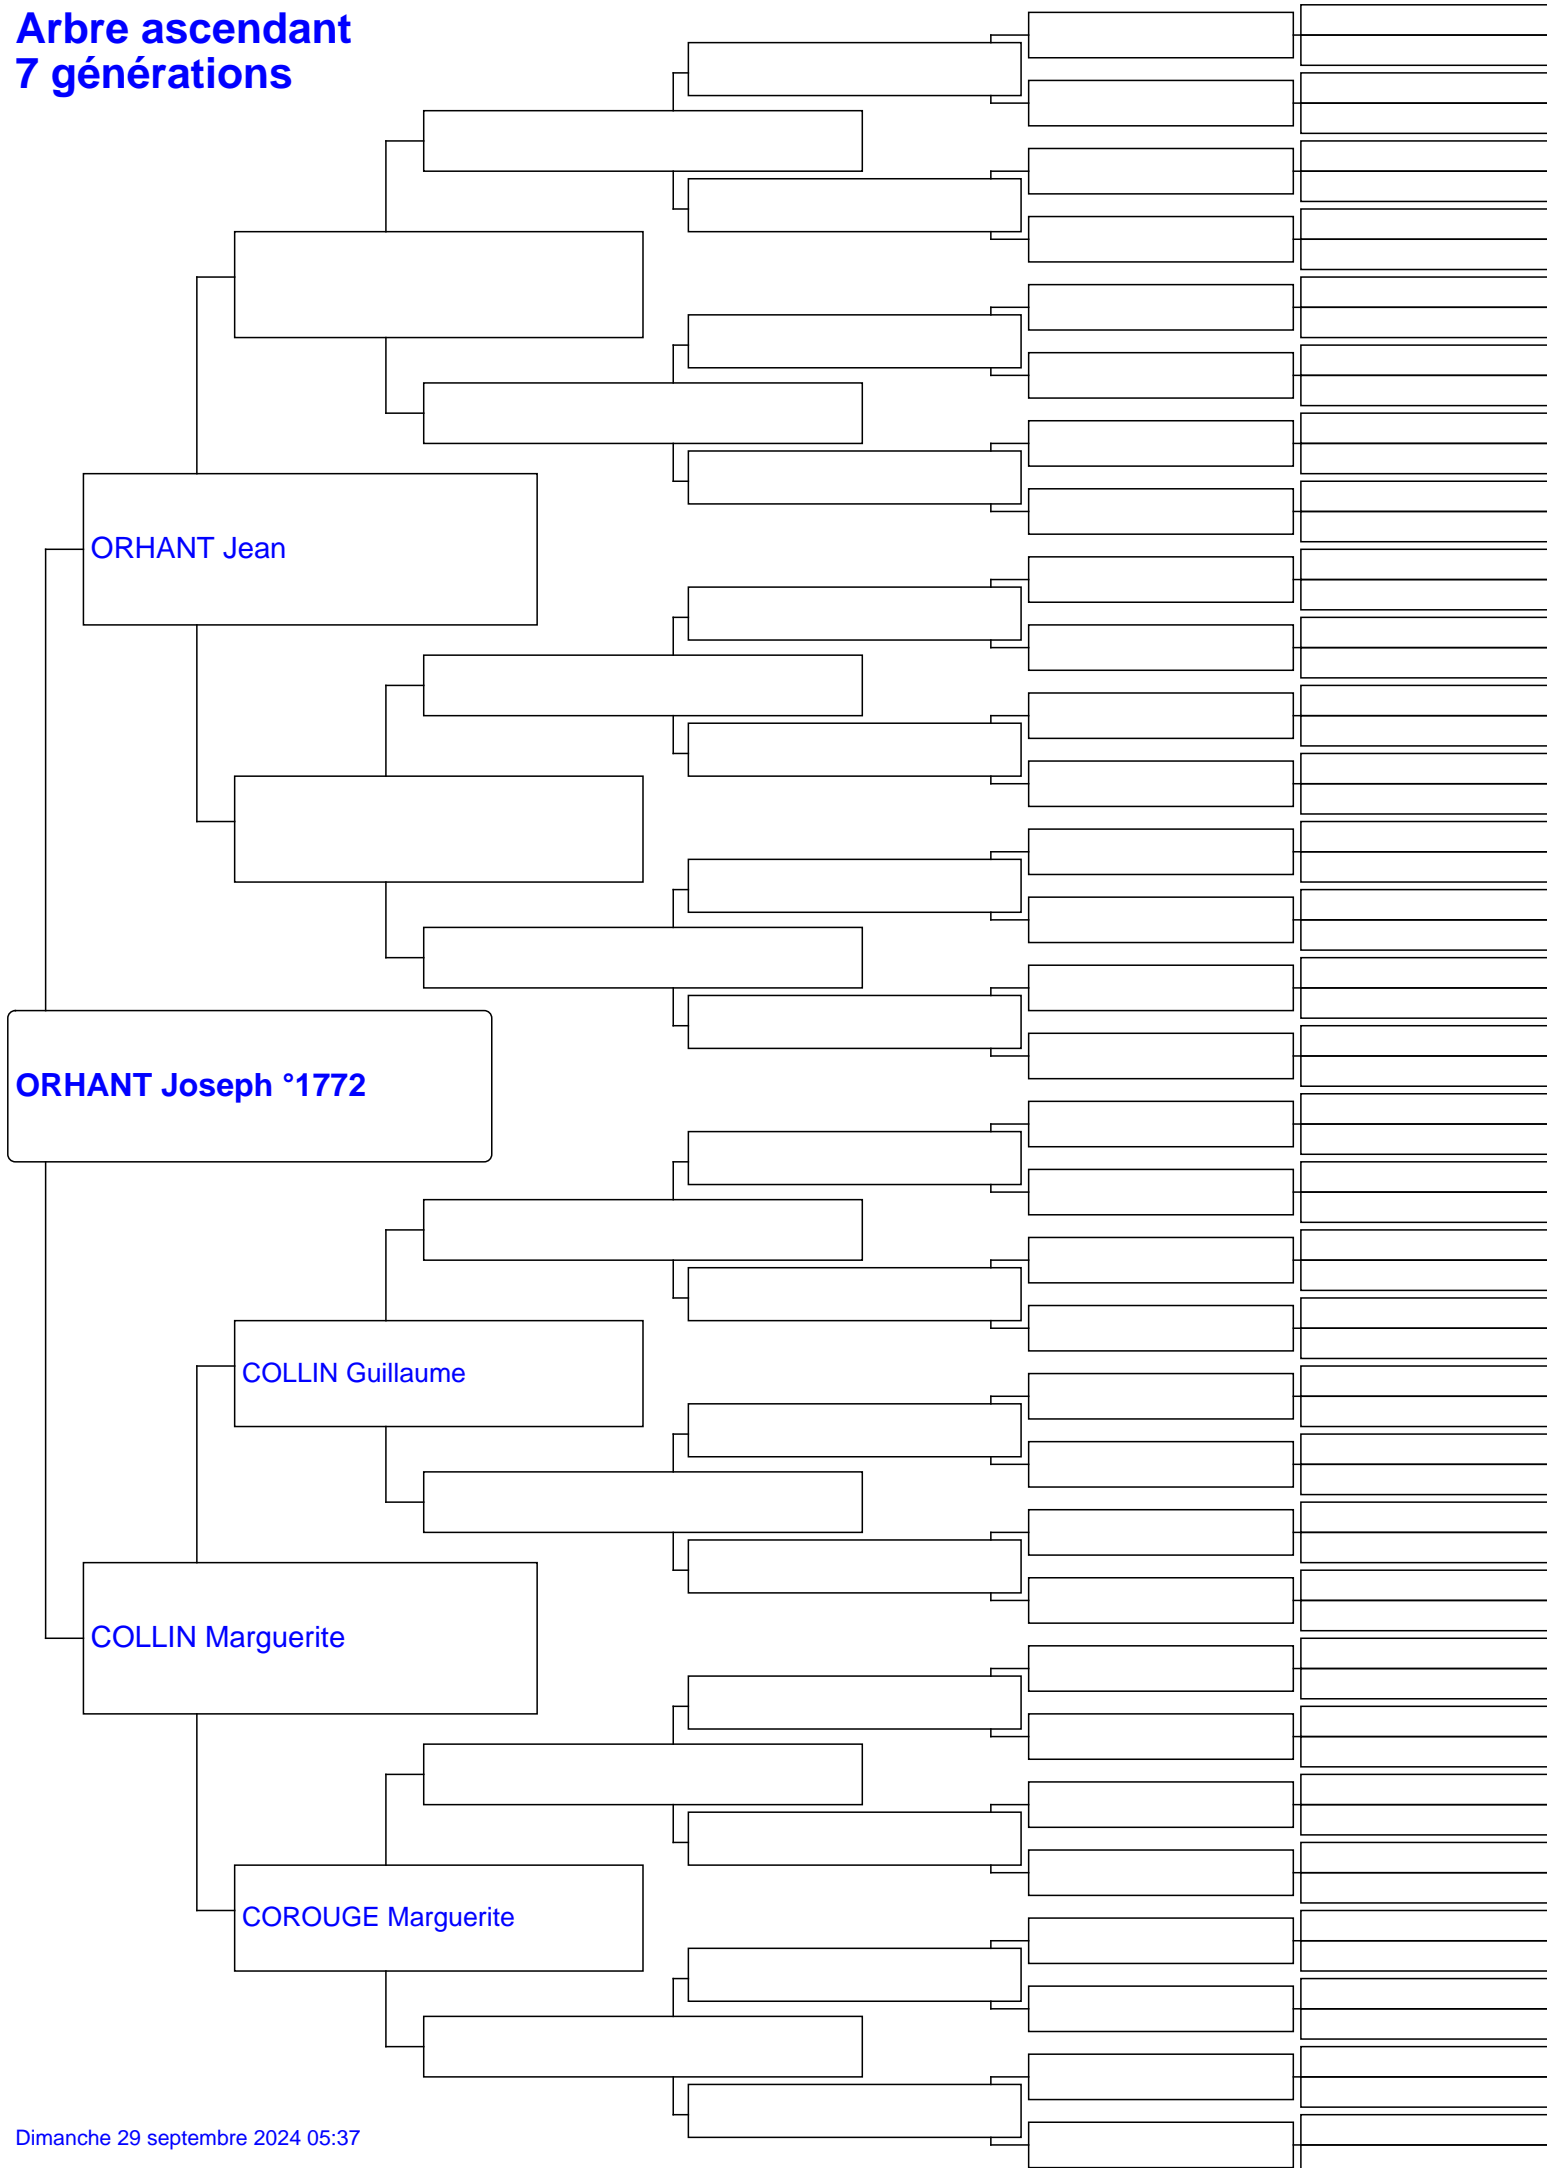 Arbre ascendant
7 générations
ORHANT Jean
ORHANT Joseph °1772
COLLIN Guillaume
COLLIN Marguerite
COROUGE Marguerite
Dimanche 29 septembre 2024 05:37